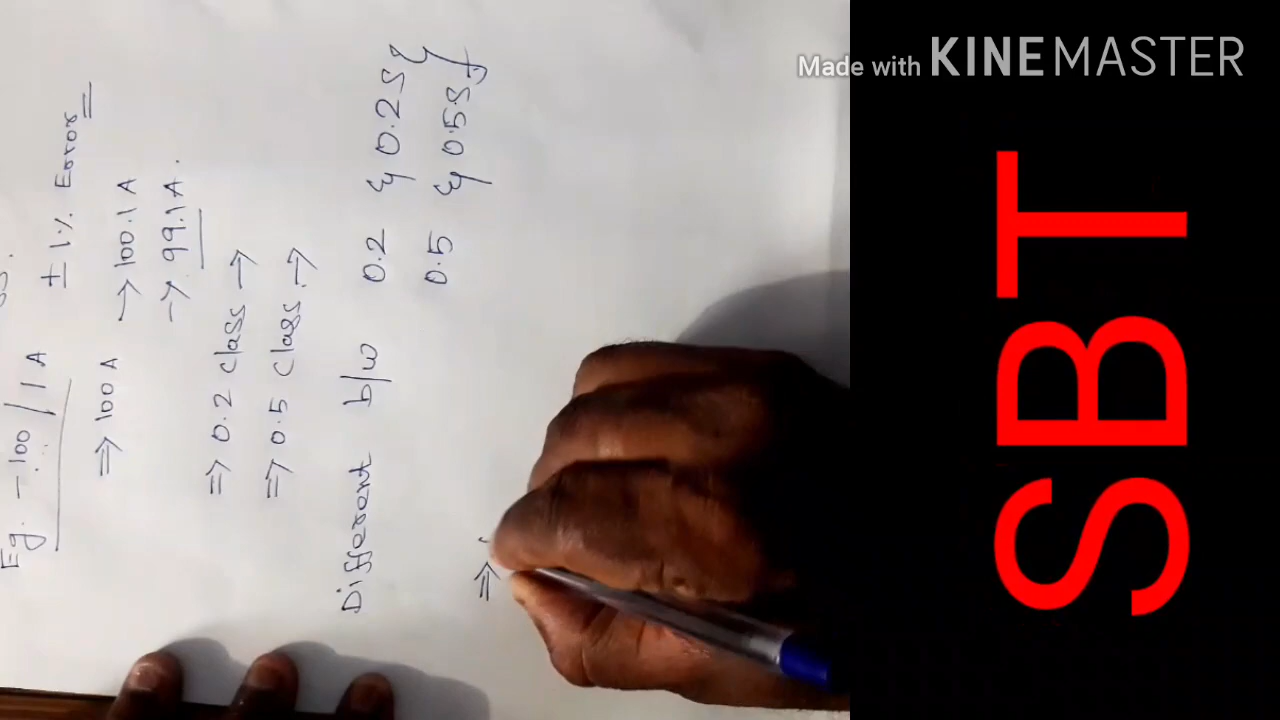 Eg. - 100 / 1 A ± 1% Error
⇒ 100 A → 100.1 A
→ 99.1 A.
⇒ 0.2 class →
⇒ 0.5 class →
Different b/w 0.2 & 0.2S }
0.5 & 0.5S }
⇒
Made with KINEMASTER
SBT